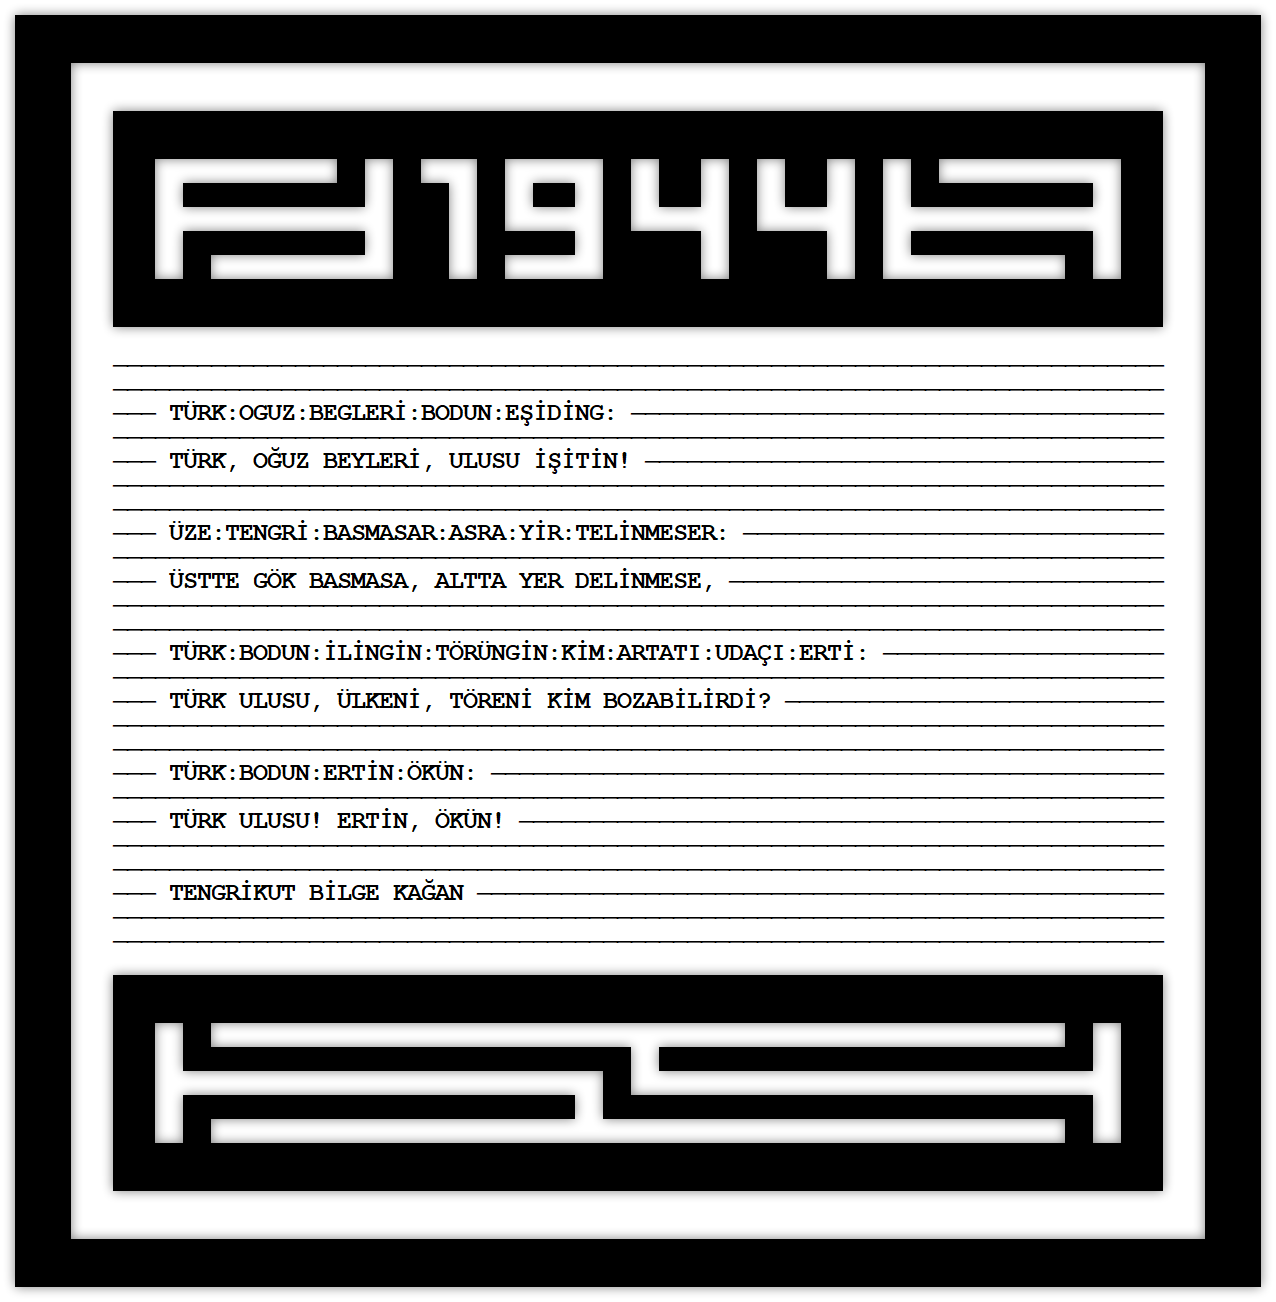 1944
TÜRK:OGUZ:BEGLERİ:BODUN:EŞİDİNG:
TÜRK, OĞUZ BEYLERİ, ULUSU İŞİTİN!
ÜZE:TENGRİ:BASMASAR:ASRA:YİR:TELİNMESER:
ÜSTTE GÖK BASMASA, ALTTA YER DELİNMESE,
TÜRK:BODUN:İLİNGİN:TÖRÜNGİN:KİM:ARTATI:UDAÇI:ERTİ:
TÜRK ULUSU, ÜLKENİ, TÖRENİ KİM BOZABİLİRDİ?
TÜRK:BODUN:ERTİN:ÖKÜN:
TÜRK ULUSU! ERTİN, ÖKÜN!
TENGRİKUT BİLGE KAĞAN